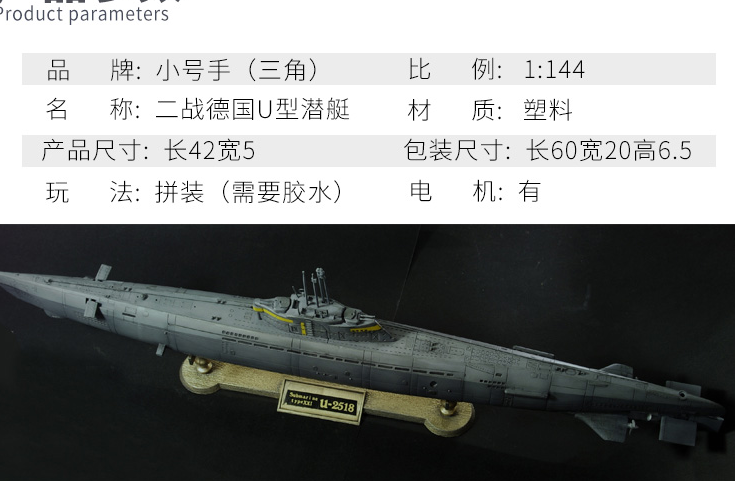 Product parameters
品 牌: 小号手（三角） 比 例: 1:144
名 称: 二战德国U型潜艇 材 质: 塑料
产品尺寸: 长42宽5 包装尺寸: 长60宽20高6.5
玩 法: 拼装（需要胶水） 电 机: 有
Submarine
typeXXI U-2518